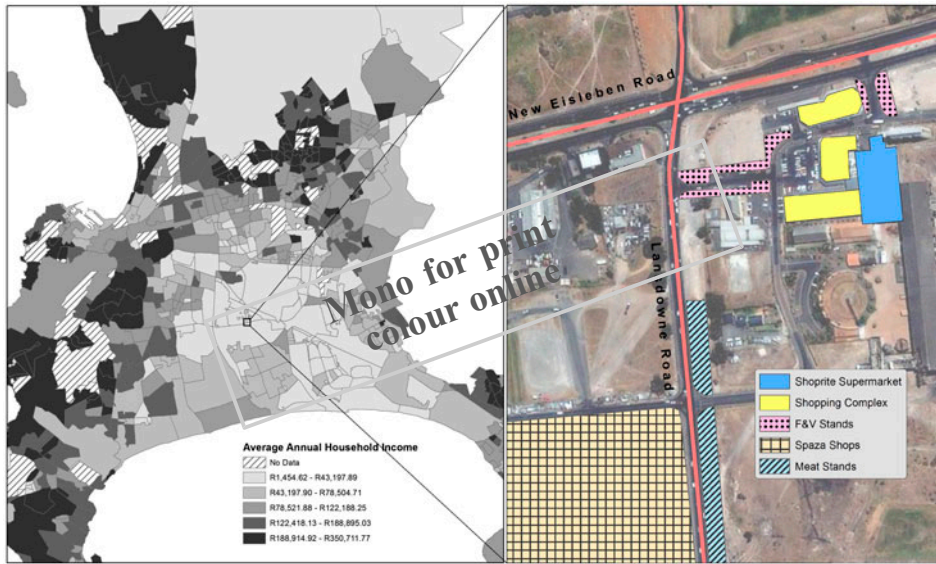 New Eisleben Road
Lansdowne Road
Mono for print
colour online
Average Annual Household Income
No Data
R1,454.62 - R43,197.89
R43,197.90 - R78,504.71
R78,521.88 - R122,188.25
R122,418.13 - R188,895.03
R188,914.92 - R350,711.77
Shoprite Supermarket
Shopping Complex
F&V Stands
Spaza Shops
Meat Stands